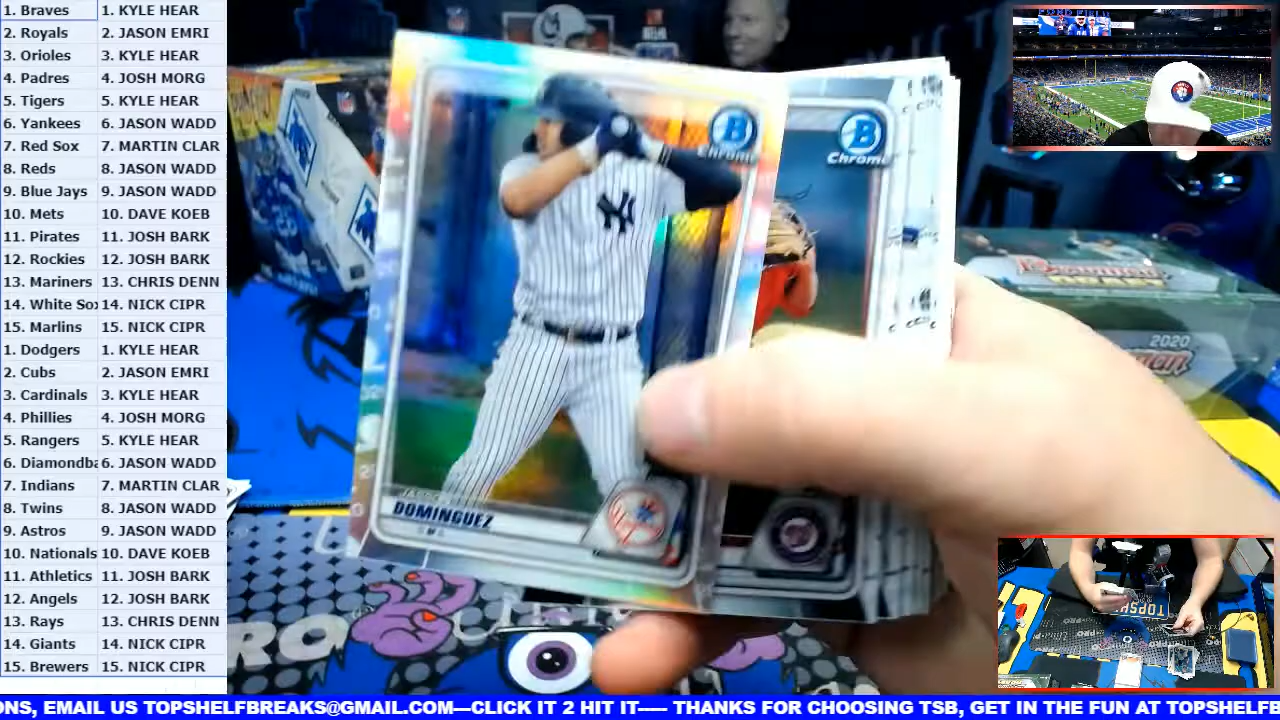 1. Braves 1. KYLE HEAR
2. Royals 2. JASON EMRI
3. Orioles 3. KYLE HEAR
4. Padres 4. JOSH MORG
5. Tigers 5. KYLE HEAR
6. Yankees 6. JASON WADD
7. Red Sox 7. MARTIN CLAR
8. Reds 8. JASON WADD
9. Blue Jays 9. JASON WADD
10. Mets 10. DAVE KOEB
11. Pirates 11. JOSH BARK
12. Rockies 12. JOSH BARK
13. Mariners 13. CHRIS DENN
14. White Sox 14. NICK CIPR
15. Marlins 15. NICK CIPR
1. Dodgers 1. KYLE HEAR
2. Cubs 2. JASON EMRI
3. Cardinals 3. KYLE HEAR
4. Phillies 4. JOSH MORG
5. Rangers 5. KYLE HEAR
6. Diamondba 6. JASON WADD
7. Indians 7. MARTIN CLAR
8. Twins 8. JASON WADD
9. Astros 9. JASON WADD
10. Nationals 10. DAVE KOEB
11. Athletics 11. JOSH BARK
12. Angels 12. JOSH BARK
13. Rays 13. CHRIS DENN
14. Giants 14. NICK CIPR
15. Brewers 15. NICK CIPR
B
Chrome
B
Chrome
NY
DOMINGUEZ
FORD FIELD
Bowman
2020
ONS, EMAIL US TOPSHELFBREAKS@GMAIL.COM—CLICK IT 2 HIT IT---- THANKS FOR CHOOSING TSB, GET IN THE FUN AT TOPSHELFB